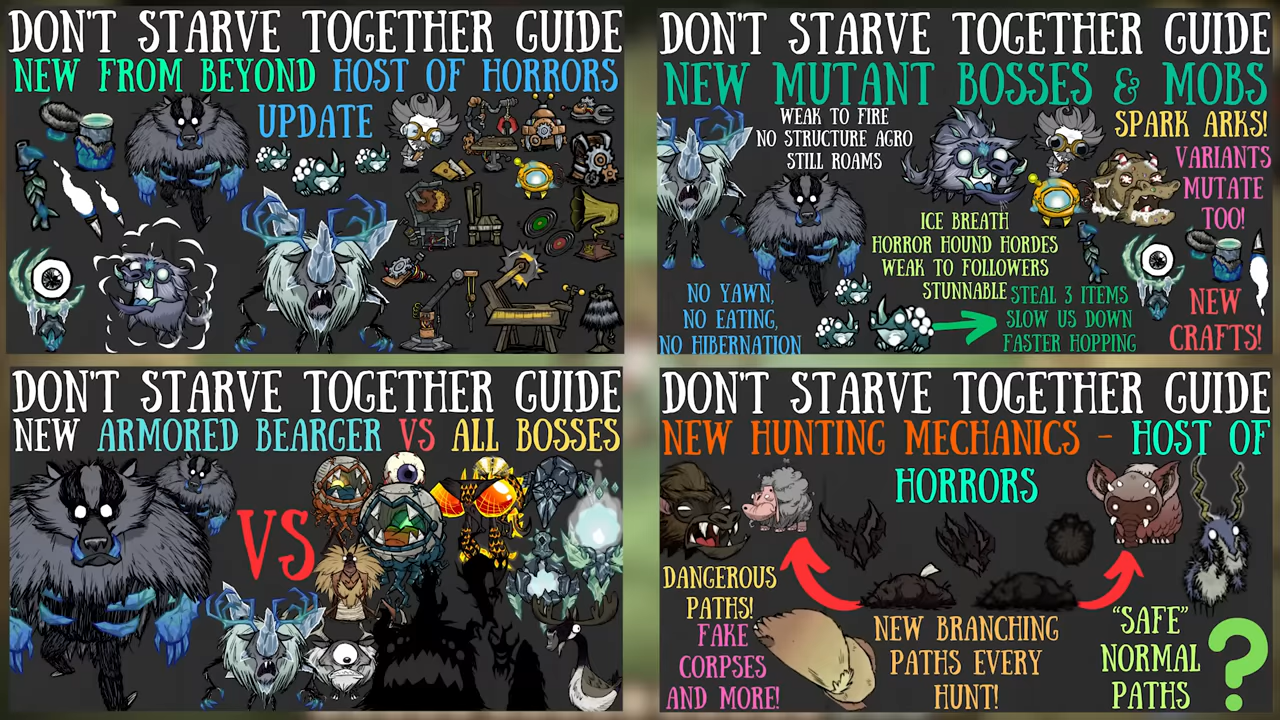 DON'T STARVE TOGETHER GUIDE
NEW FROM BEYOND HOST OF HORRORS
UPDATE
DON'T STARVE TOGETHER GUIDE
NEW MUTANT BOSSES & MOBS
WEAK TO FIRE
NO STRUCTURE AGRO
STILL ROAMS
SPARK ARKS!
VARIANTS
MUTATE
TOO!
ICE BREATH
HORROR HOUND HORDES
WEAK TO FOLLOWERS
STUNNABLE
NO YAWN,
NO EATING,
NO HIBERNATION
STEAL 3 ITEMS
SLOW US DOWN
FASTER HOPPING
NEW
CRAFTS!
DON'T STARVE TOGETHER GUIDE
NEW ARMORED BEARGER VS ALL BOSSES
VS
DON'T STARVE TOGETHER GUIDE
NEW HUNTING MECHANICS - HOST OF
HORRORS
DANGEROUS
PATHS!
FAKE
CORPSES
AND MORE!
NEW BRANCHING
PATHS EVERY
HUNT!
"SAFE"
NORMAL
PATHS
?